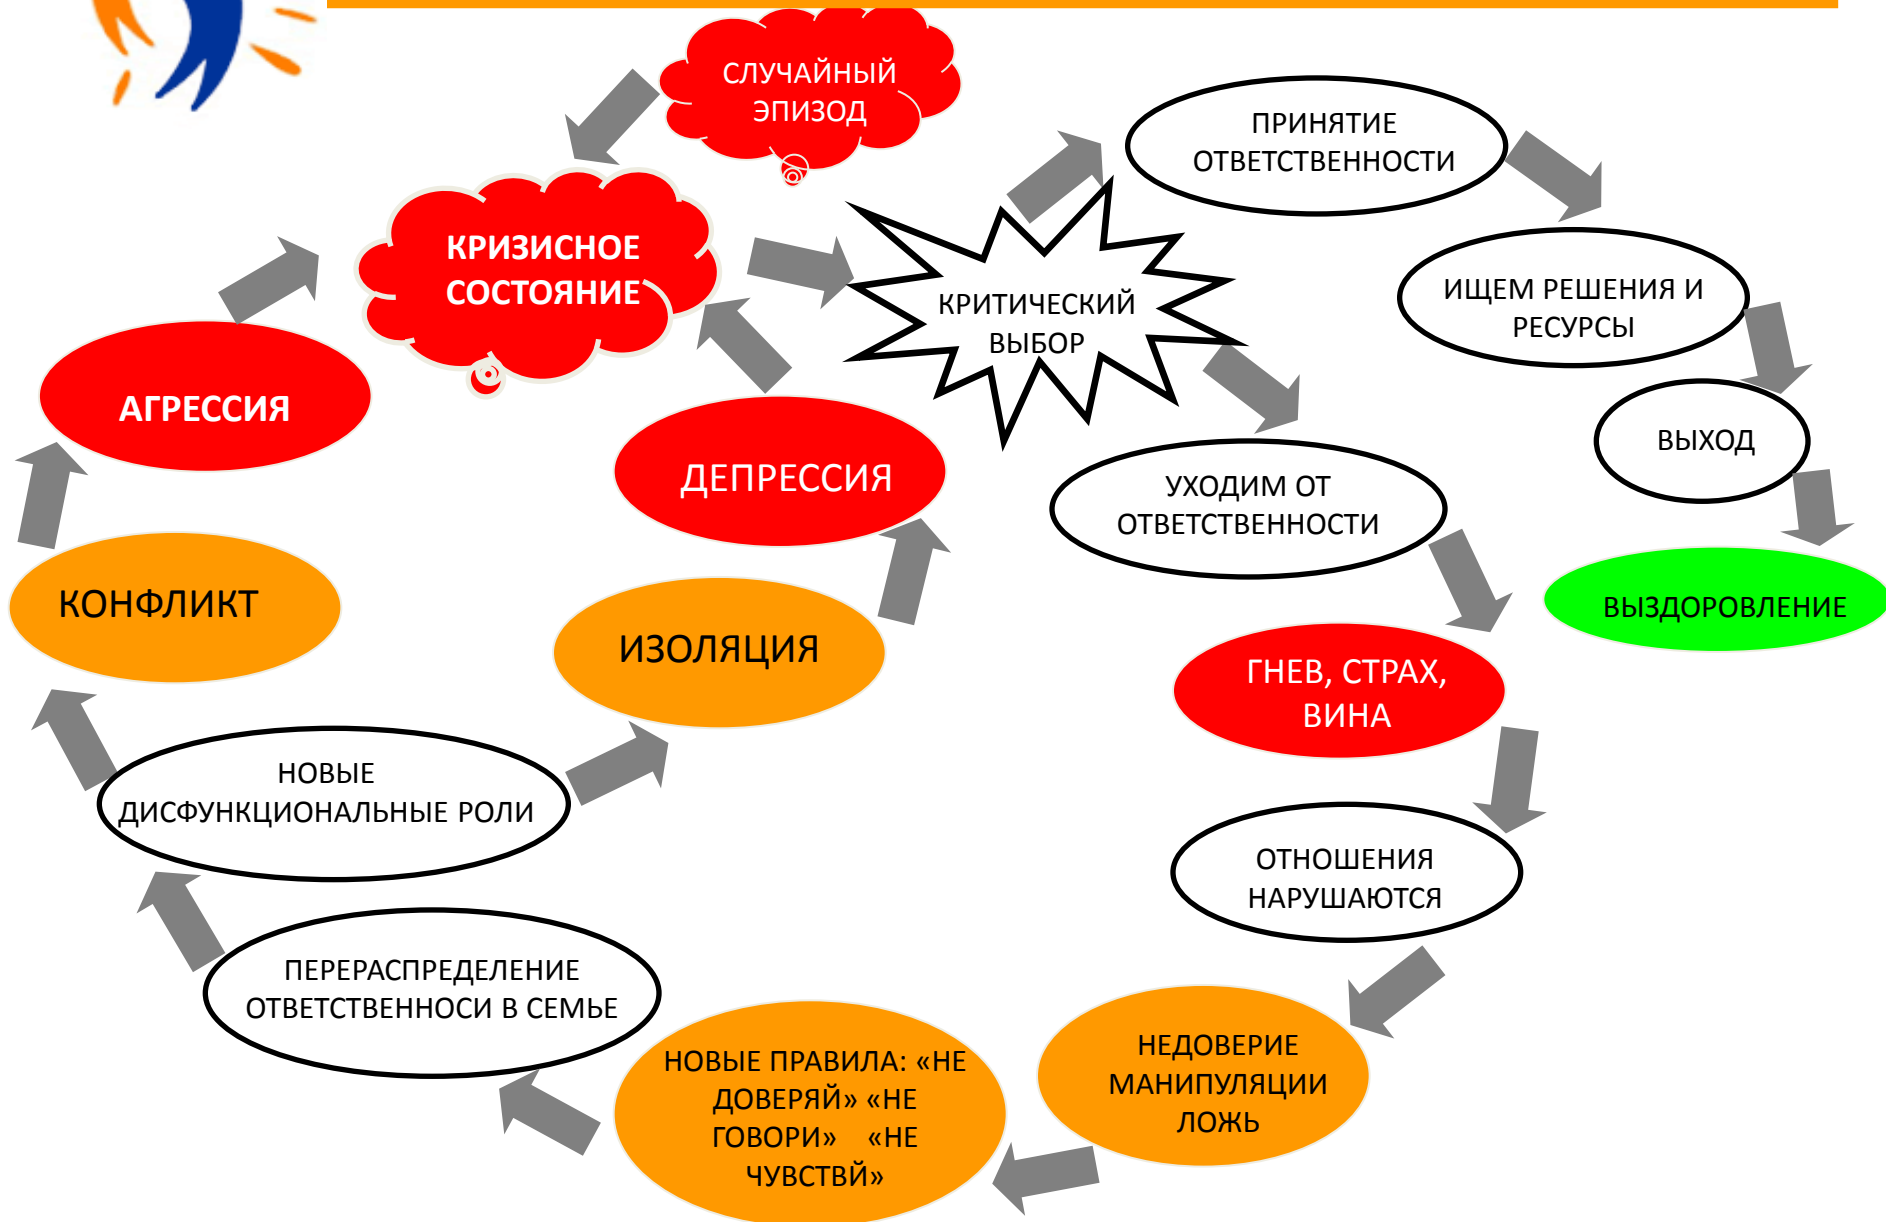 СЛУЧАЙНЫЙ
ЭПИЗОД
ПРИНЯТИЕ
ОТВЕТСТВЕННОСТИ
КРИЗИСНОЕ
СОСТОЯНИЕ
КРИТИЧЕСКИЙ
ВЫБОР
ИЩЕМ РЕШЕНИЯ И
РЕСУРСЫ
АГРЕССИЯ
ДЕПРЕССИЯ
ВЫХОД
УХОДИМ ОТ
ОТВЕТСТВЕННОСТИ
КОНФЛИКТ
ИЗОЛЯЦИЯ
ВЫЗДОРОВЛЕНИЕ
ГНЕВ, СТРАХ,
ВИНА
НОВЫЕ
ДИСФУНКЦИОНАЛЬНЫЕ РОЛИ
ОТНОШЕНИЯ
НАРУШАЮТСЯ
ПЕРЕРАСПРЕДЕЛЕНИЕ
ОТВЕТСТВЕННОСИ В СЕМЬЕ
НОВЫЕ ПРАВИЛА: «НЕ
ДОВЕРЯЙ» «НЕ
ГОВОРИ» «НЕ
ЧУВСТВЙ»
НЕДОВЕРИЕ
МАНИПУЛЯЦИИ
ЛОЖЬ